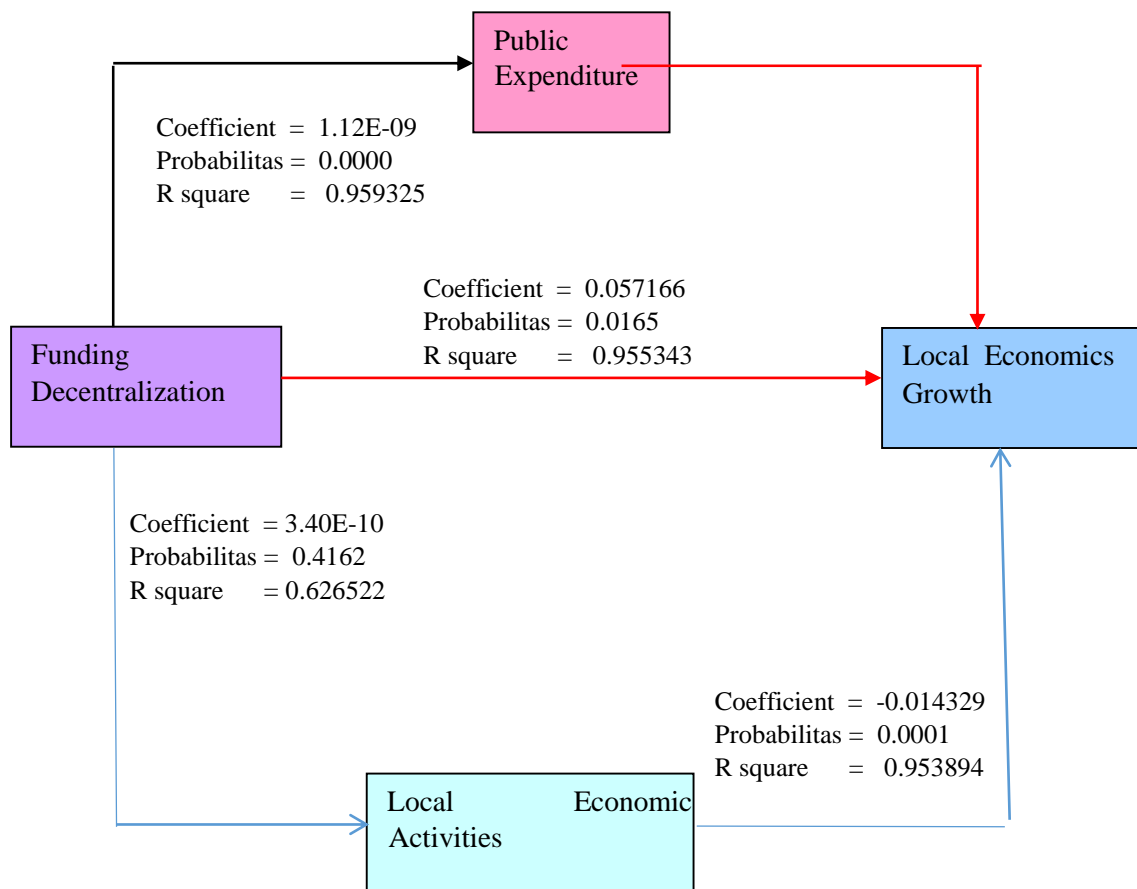 Public
Expenditure
Coefficient = 1.12E-09
Probabilitas = 0.0000
R square = 0.959325
Coefficient = 0.057166
Probabilitas = 0.0165
R square = 0.955343
Funding
Decentralization
Local Economics
Growth
Coefficient = 3.40E-10
Probabilitas = 0.4162
R square = 0.626522
Coefficient = -0.014329
Probabilitas = 0.0001
R square = 0.953894
Local Economic
Activities